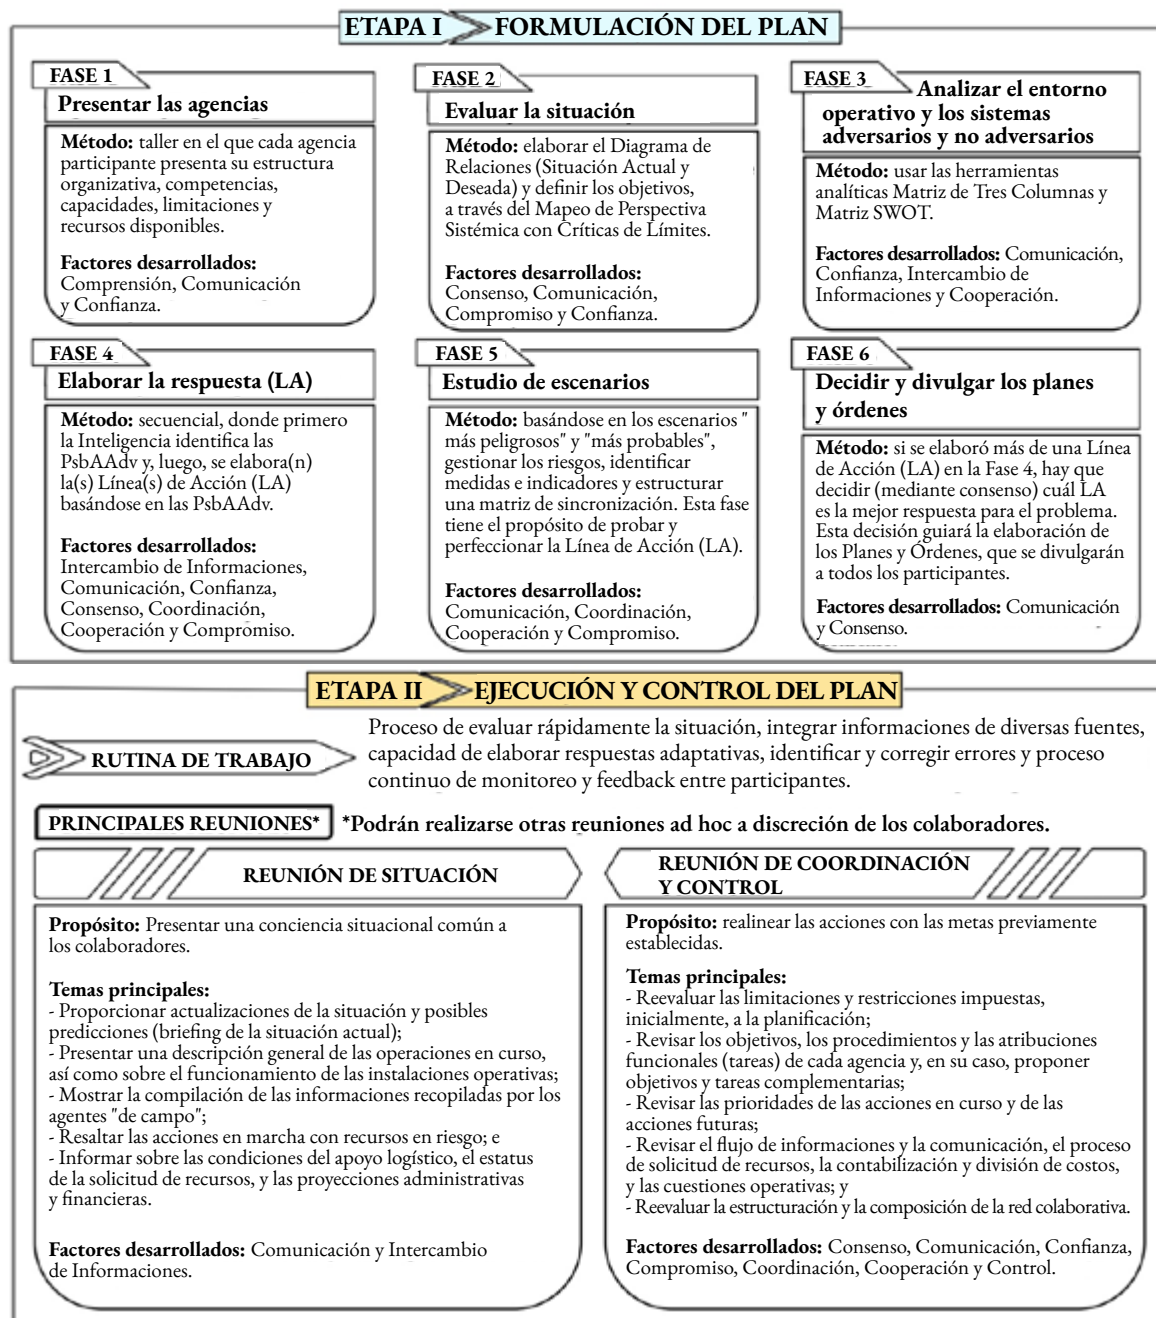 ETAPA I FORMULACIÓN DEL PLAN
FASE 1
Presentar las agencias
Método: taller en el que cada agencia
participante presenta su estructura
organizativa, competencias,
capacidades, limitaciones y
recursos disponibles.
Factores desarrollados:
Comprensión, Comunicación
y Confianza.
FASE 2
Evaluar la situación
Método: elaborar el Diagrama de
Relaciones (Situación Actual y
Deseada) y definir los objetivos,
a través del Mapeo de Perspectiva
Sistémica con Críticas de Límites.
Factores desarrollados:
Consenso, Comunicación,
Compromiso y Confianza.
FASE 3
Analizar el entorno
operativo y los sistemas
adversarios y no adversarios
Método: usar las herramientas
analíticas Matriz de Tres Columnas y
Matriz SWOT.
Factores desarrollados: Comunicación,
Confianza, Intercambio de
Informaciones y Cooperación.
FASE 4
Elaborar la respuesta (LA)
Método: secuencial, donde primero
la Inteligencia identifica las
PsbAAdv y, luego, se elabora(n)
la(s) Línea(s) de Acción (LA)
basándose en las PsbAAdv.
Factores desarrollados:
Intercambio de Informaciones,
Comunicación, Confianza,
Consenso, Coordinación,
Cooperación y Compromiso.
FASE 5
Estudio de escenarios
Método: basándose en los escenarios "
más peligrosos" y "más probables",
gestionar los riesgos, identificar
medidas e indicadores y estructurar
una matriz de sincronización. Esta fase
tiene el propósito de probar y
perfeccionar la Línea de Acción (LA).
Factores desarrollados:
Comunicación, Coordinación,
Cooperación y Compromiso.
FASE 6
Decidir y divulgar los planes
y órdenes
Método: si se elaboró más de una Línea
de Acción (LA) en la Fase 4, hay que
decidir (mediante consenso) cuál LA
es la mejor respuesta para el problema.
Esta decisión guiará la elaboración de
los Planes y Órdenes, que se divulgarán
a todos los participantes.
Factores desarrollados: Comunicación
y Consenso.
ETAPA II EJECUCIÓN Y CONTROL DEL PLAN
RUTINA DE TRABAJO
Proceso de evaluar rápidamente la situación, integrar informaciones de diversas fuentes,
capacidad de elaborar respuestas adaptativas, identificar y corregir errores y proceso
continuo de monitoreo y feedback entre participantes.
PRINCIPALES REUNIONES* *Podrán realizarse otras reuniones ad hoc a discreción de los colaboradores.
REUNIÓN DE SITUACIÓN
Propósito: Presentar una conciencia situacional común a
los colaboradores.
Temas principales:
- Proporcionar actualizaciones de la situación y posibles
predicciones (briefing de la situación actual);
- Presentar una descripción general de las operaciones en curso,
así como sobre el funcionamiento de las instalaciones operativas;
- Mostrar la compilación de las informaciones recopiladas por los
agentes "de campo";
- Resaltar las acciones en marcha con recursos en riesgo; e
- Informar sobre las condiciones del apoyo logístico, el estatus
de la solicitud de recursos, y las proyecciones administrativas
y financieras.
Factores desarrollados: Comunicación y Intercambio
de Informaciones.
REUNIÓN DE COORDINACIÓN
Y CONTROL
Propósito: realinear las acciones con las metas previamente
establecidas.
Temas principales:
- Reevaluar las limitaciones y restricciones impuestas,
inicialmente, a la planificación;
- Revisar los objetivos, los procedimientos y las atribuciones
funcionales (tareas) de cada agencia y, en su caso, proponer
objetivos y tareas complementarias;
- Revisar las prioridades de las acciones en curso y de las
acciones futuras;
- Revisar el flujo de informaciones y la comunicación, el proceso
de solicitud de recursos, la contabilización y división de costos,
y las cuestiones operativas; y
- Reevaluar la estructuración y la composición de la red colaborativa.
Factores desarrollados: Consenso, Comunicación, Confianza,
Compromiso, Coordinación, Cooperación y Control.